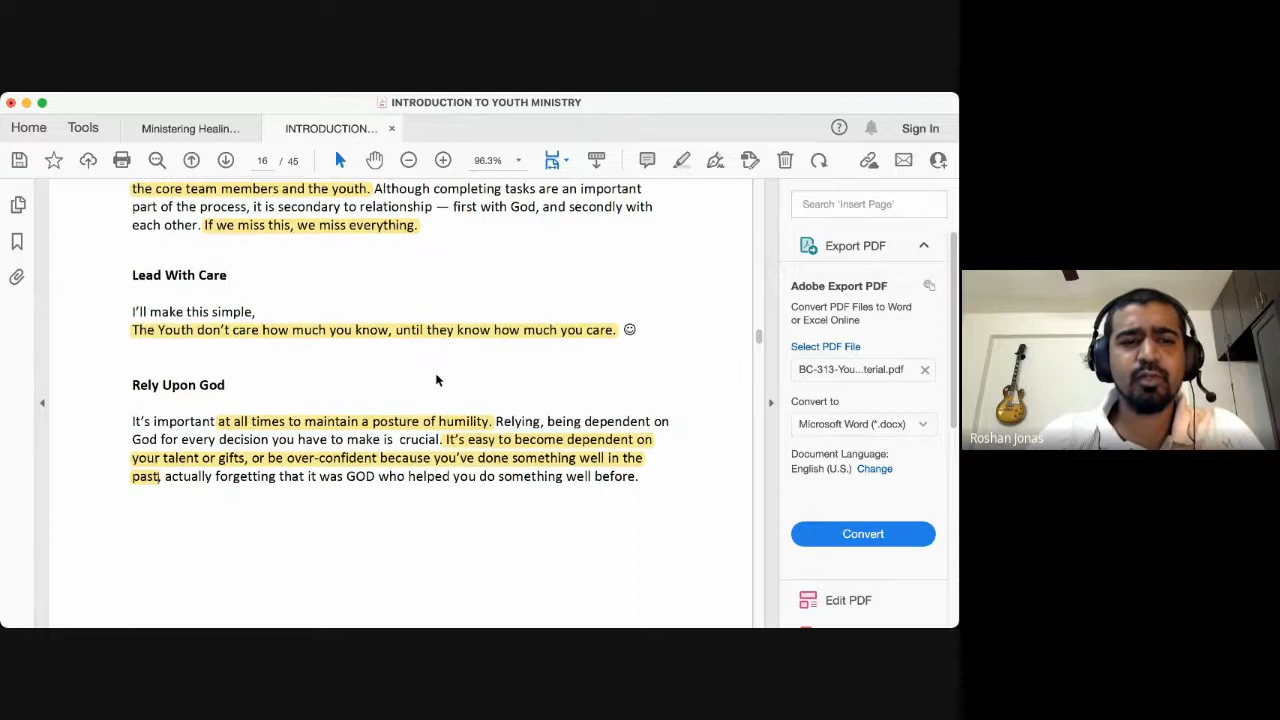 INTRODUCTION TO YOUTH MINISTRY
Home Tools Ministering Healin... INTRODUCTION... × Sign In
16 / 45 96.3%
the core team members and the youth. Although completing tasks are an important
part of the process, it is secondary to relationship — first with God, and secondly with
each other. If we miss this, we miss everything.
Lead With Care
I’ll make this simple,
The Youth don’t care how much you know, until they know how much you care. ☺
Rely Upon God
It’s important at all times to maintain a posture of humility. Relying, being dependent on
God for every decision you have to make is crucial. It’s easy to become dependent on
your talent or gifts, or be over-confident because you’ve done something well in the
past, actually forgetting that it was GOD who helped you do something well before.
Search 'Insert Page'
Export PDF
Adobe Export PDF
Convert PDF Files to Word
or Excel Online
Select PDF File
BC-313-You...terial.pdf
Convert to
Microsoft Word (*.docx)
Document Language:
English (U.S.) Change
Convert
Edit PDF
Roshan Jonas